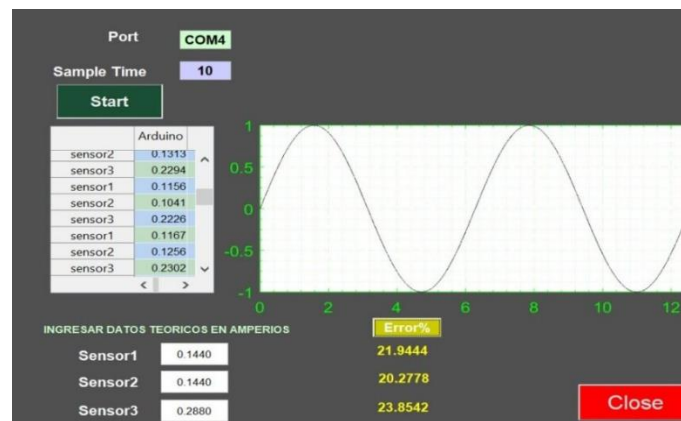 Port COM4
Sample Time 10
Start
Arduino
sensor2 0.1313
sensor3 0.2294
sensor1 0.1156
sensor2 0.1041
sensor3 0.2226
sensor1 0.1167
sensor2 0.1256
sensor3 0.2302
1
0.5
0
-0.5
-1
0 2 4 6 8 10 12
INGRESAR DATOS TEORICOS EN AMPERIOS Error%
Sensor1 0.1440 21.9444
Sensor2 0.1440 20.2778
Sensor3 0.2880 23.8542
Close